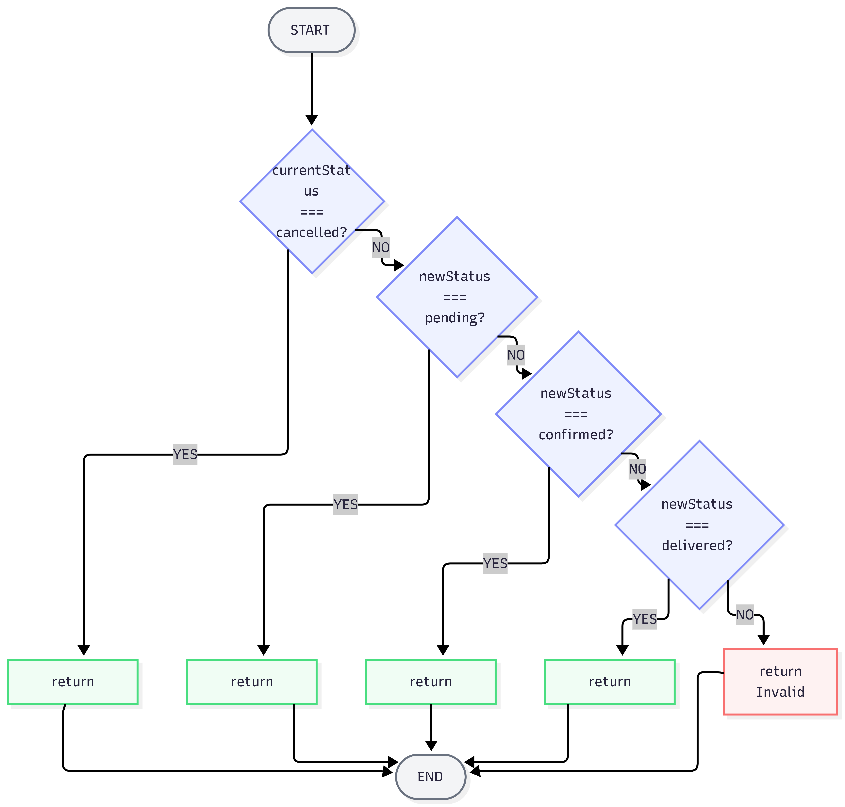 START
currentStat
us
===
cancelled?
NO
newStatus
===
pending?
NO
newStatus
===
confirmed?
YES
NO
YES
newStatus
===
delivered?
YES
YES
NO
return
return
return
return
return
Invalid
END